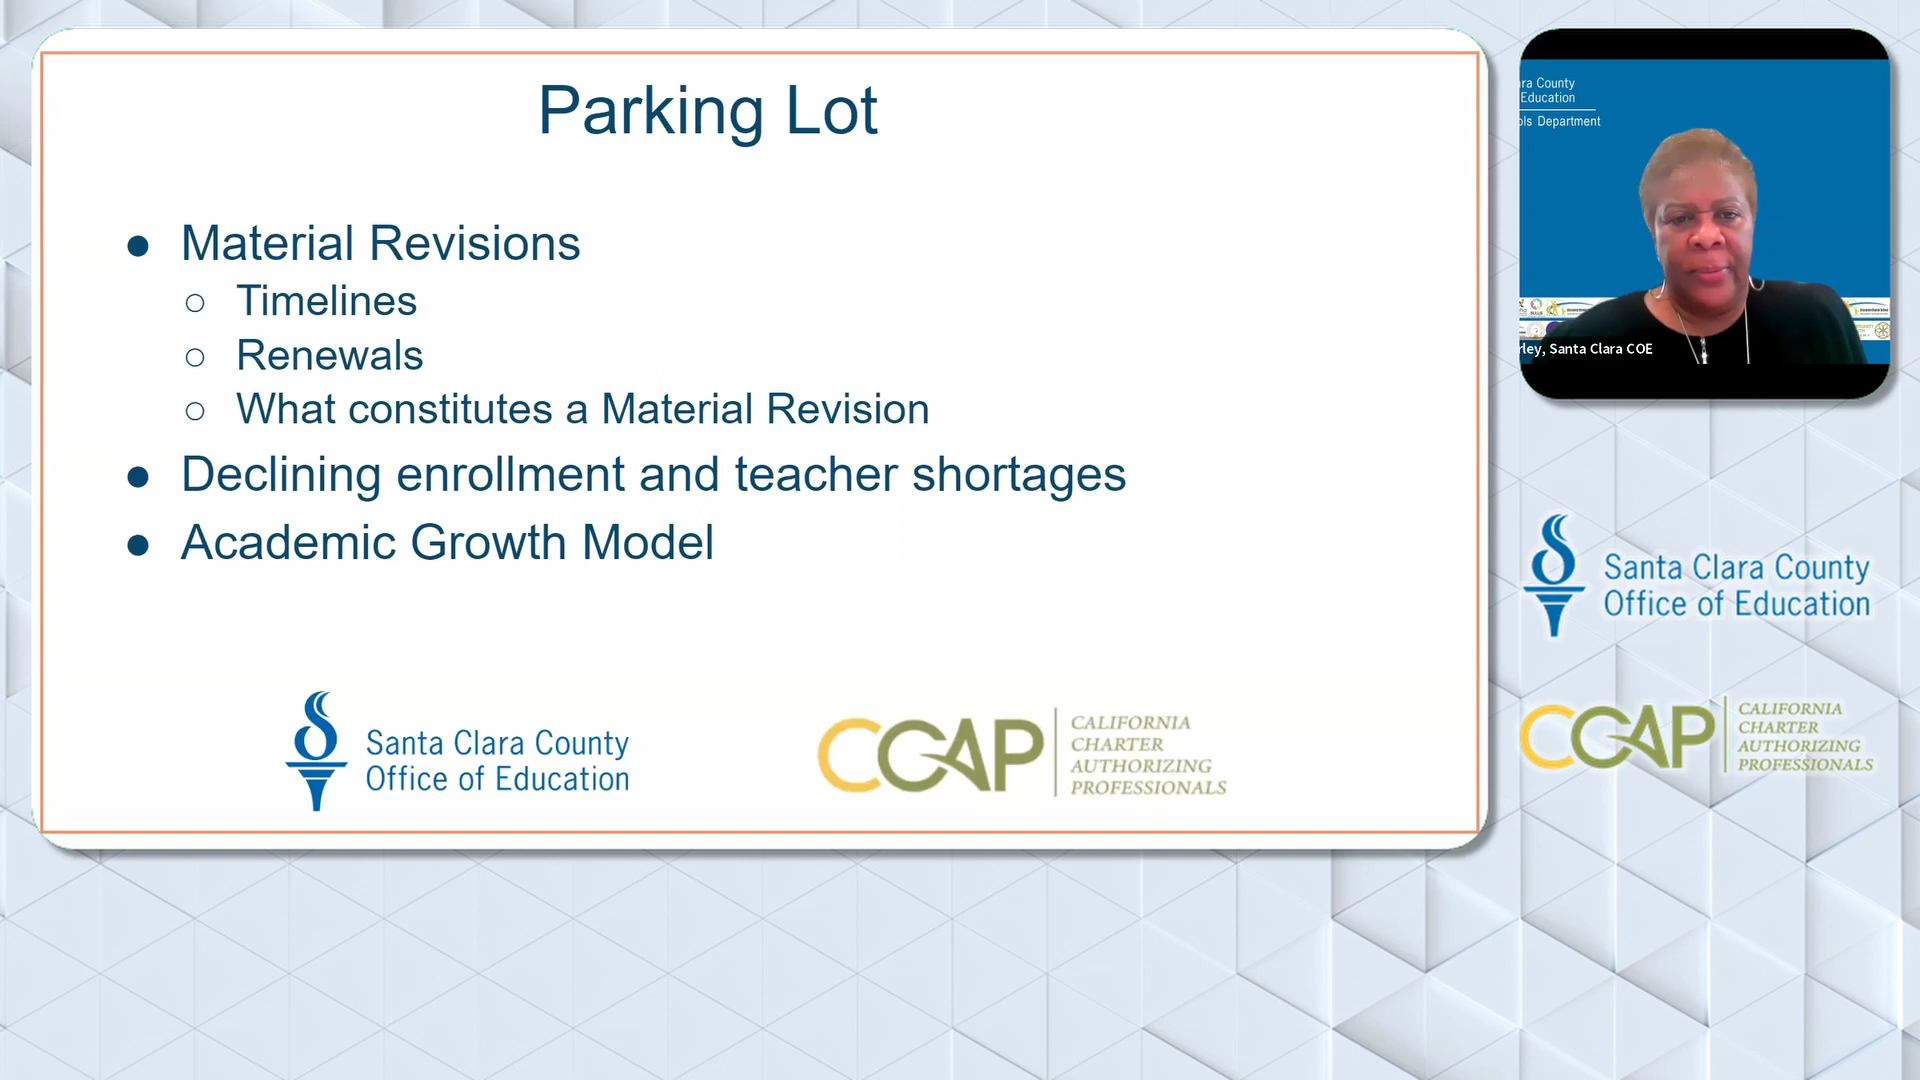 Parking Lot
● Material Revisions
○ Timelines
○ Renewals
○ What constitutes a Material Revision
● Declining enrollment and teacher shortages
● Academic Growth Model
Santa Clara County
Office of Education
CCAP
CALIFORNIA
CHARTER
AUTHORIZING
PROFESSIONALS
ra County
Education
ols Department
rley, Santa Clara COE
Santa Clara County
Office of Education
CCAP
CALIFORNIA
CHARTER
AUTHORIZING
PROFESSIONALS